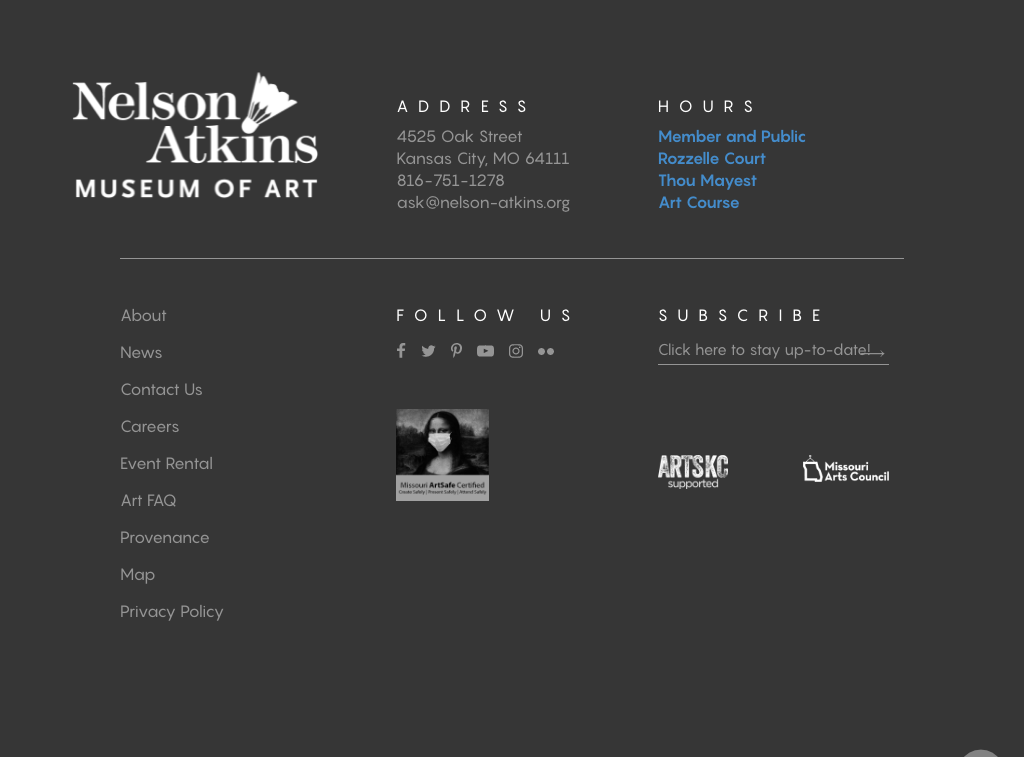 Nelson
Atkins
MUSEUM OF ART
ADDRESS
4525 Oak Street
Kansas City, MO 64111
816-751-1278
ask@nelson-atkins.org
HOURS
Member and Public
Rozzelle Court
Thou Mayest
Art Course
About
News
Contact Us
Careers
Event Rental
Art FAQ
Provenance
Map
Privacy Policy
FOLLOW US
Missouri ArtSafe Certified
Create Safely | Present Safely | Attend Safely
SUBSCRIBE
Click here to stay up-to-date!
ARTSKC
supported
Missouri
Arts Council